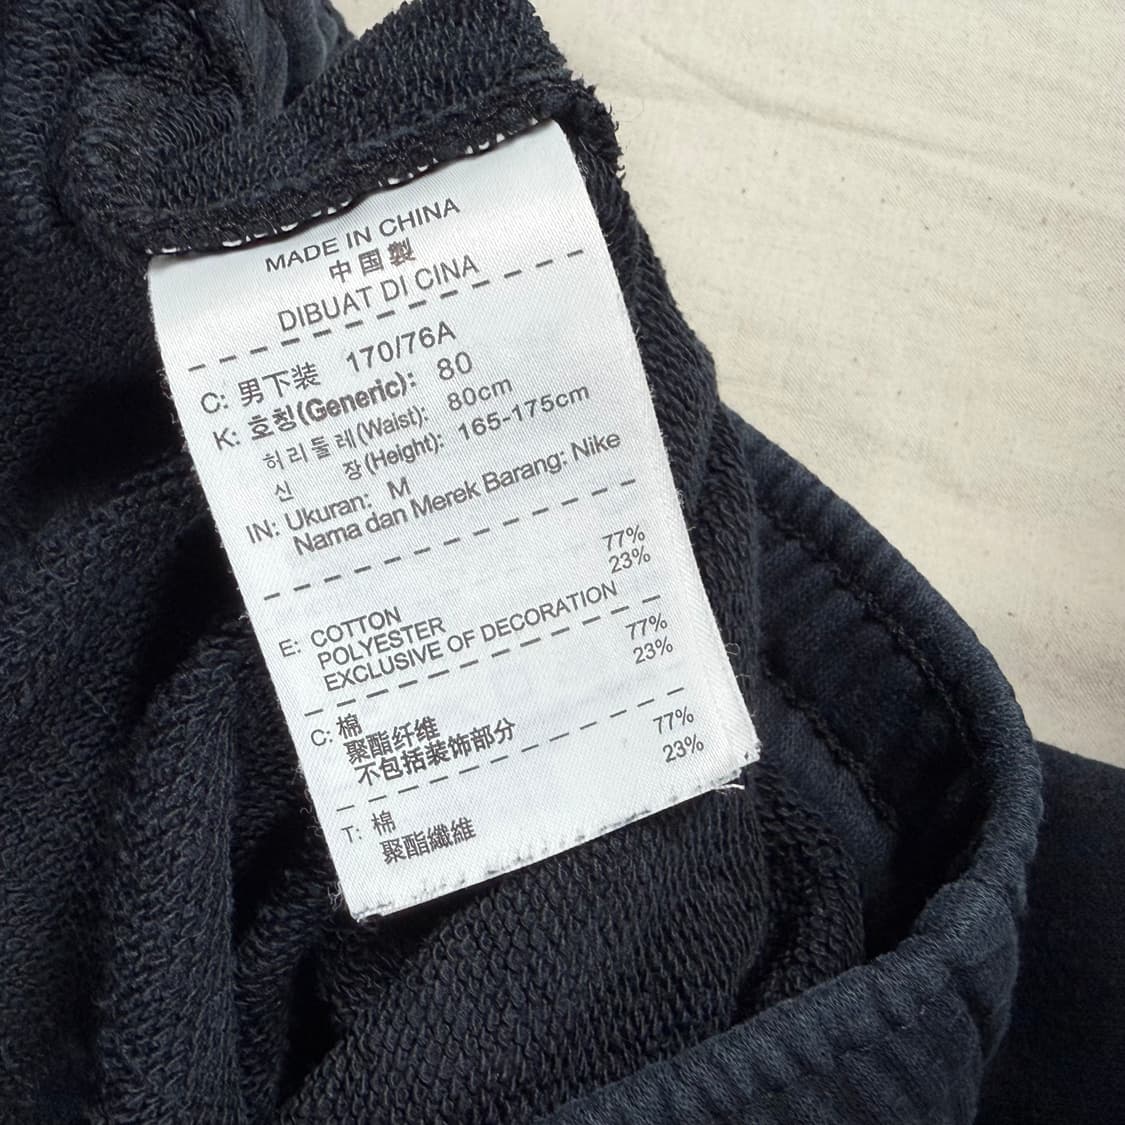 MADE IN CHINA
中国製
DIBUAT DI CINA
C: 男下装 170/76A
K: 호칭(Generic): 80
허리둘레(Waist): 80cm
신 장(Height): 165-175cm
IN: Ukuran: M
Nama dan Merek Barang: Nike
77%
23%
E: COTTON
POLYESTER
EXCLUSIVE OF DECORATION
77%
23%
C: 棉
聚酯纤维
不包括装饰部分
77%
23%
T: 棉
聚酯纖維